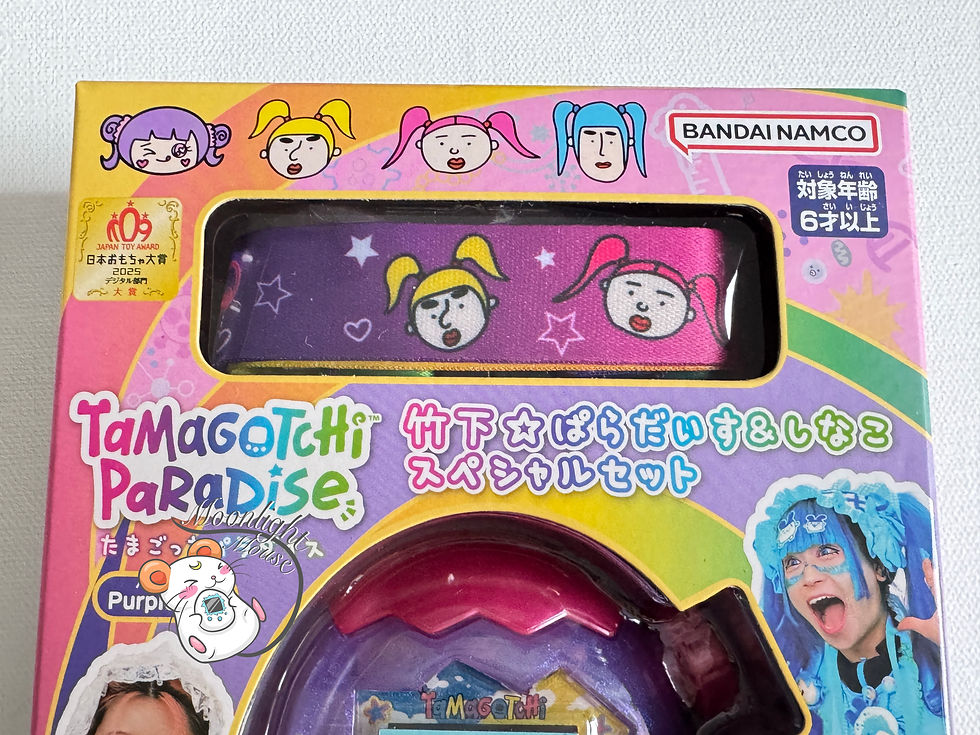 BANDAI NAMCO
たいしょうねんれい
対象年齢
さいいじょう
6才以上
JAPAN TOY AWARD
日本おもちゃ大賞
2025
デジタル部門
大賞
TAMAGOTCHI™
PARADISE
竹下☆ぱらだいす&しなこ
スペシャルセット
Moonlight
House
たまごっち
Purpl
TAMAGOTCHI